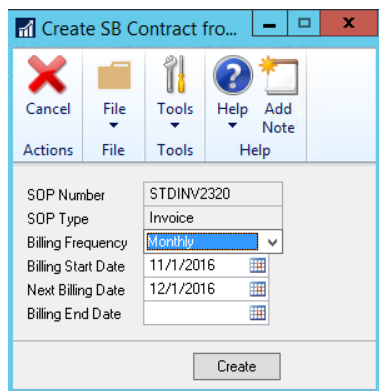 Create SB Contract fro...
Cancel File Tools Help Add Note
Actions File Tools Help
SOP Number STDINV2320
SOP Type Invoice
Billing Frequency Monthly
Billing Start Date 11/1/2016
Next Billing Date 12/1/2016
Billing End Date
Create